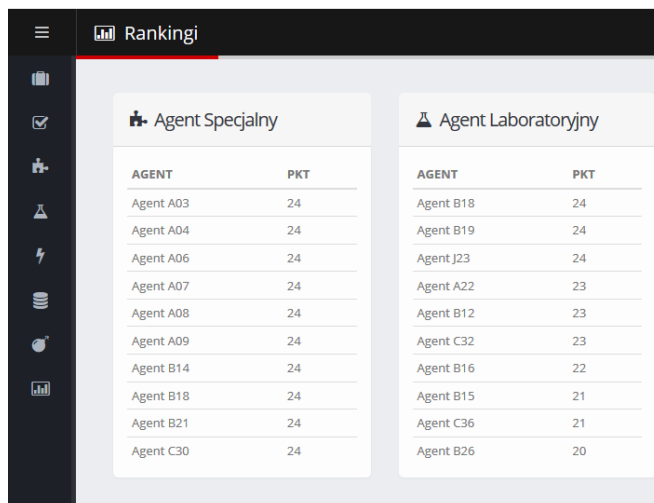 Rankingi
Agent Specjalny
AGENT PKT
Agent A03 24
Agent A04 24
Agent A06 24
Agent A07 24
Agent A08 24
Agent A09 24
Agent B14 24
Agent B18 24
Agent B21 24
Agent C30 24
Agent Laboratoryjny
AGENT PKT
Agent B18 24
Agent B19 24
Agent J23 24
Agent A22 23
Agent B12 23
Agent C32 23
Agent B16 22
Agent B15 21
Agent C36 21
Agent B26 20